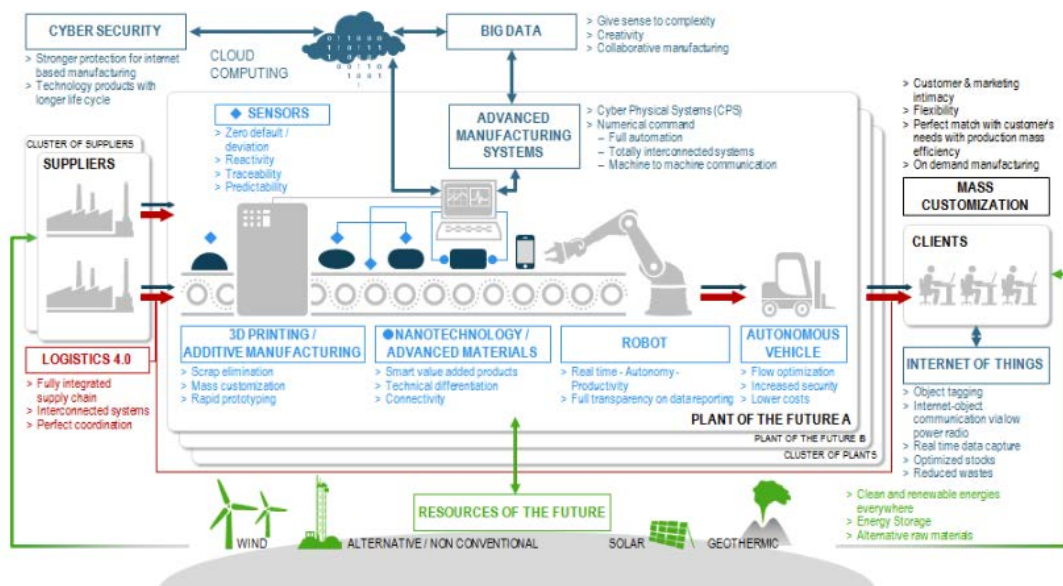 CYBER SECURITY
> Stronger protection for internet
based manufacturing
> Technology products with
longer life cycle
CLOUD
COMPUTING
BIG DATA
> Give sense to complexity
> Creativity
> Collaborative manufacturing
SENSORS
> Zero default /
deviation
> Reactivity
> Traceability
> Predictability
ADVANCED
MANUFACTURING
SYSTEMS
> Cyber Physical Systems (CPS)
> Numerical command
– Full automation
– Totally interconnected systems
– Machine to machine communication
> Customer & marketing
intimacy
> Flexibility
> Perfect match with customer's
needs with production mass
efficiency
> On demand manufacturing
MASS
CUSTOMIZATION
CLUSTER OF SUPPLIERS
SUPPLIERS
CLIENTS
LOGISTICS 4.0
> Fully integrated
supply chain
> Interconnected systems
> Perfect coordination
3D PRINTING /
ADDITIVE MANUFACTURING
> Scrap elimination
> Mass customization
> Rapid prototyping
NANOTECHNOLOGY /
ADVANCED MATERIALS
> Smart value added products
> Technical differentiation
> Connectivity
ROBOT
> Real time - Autonomy -
Productivity
> Full transparency on data reporting
AUTONOMOUS
VEHICLE
> Flow optimization
> Increased security
> Lower costs
INTERNET OF THINGS
> Object tagging
> Internet-object
communication via low
power radio
> Real time data capture
> Optimized stocks
> Reduced wastes
PLANT OF THE FUTURE A
PLANT OF THE FUTURE B
CLUSTER OF PLANTS
RESOURCES OF THE FUTURE
> Clean and renewable energies
everywhere
> Energy Storage
> Alternative raw materials
WIND
ALTERNATIVE / NON CONVENTIONAL
SOLAR
GEOTHERMIC